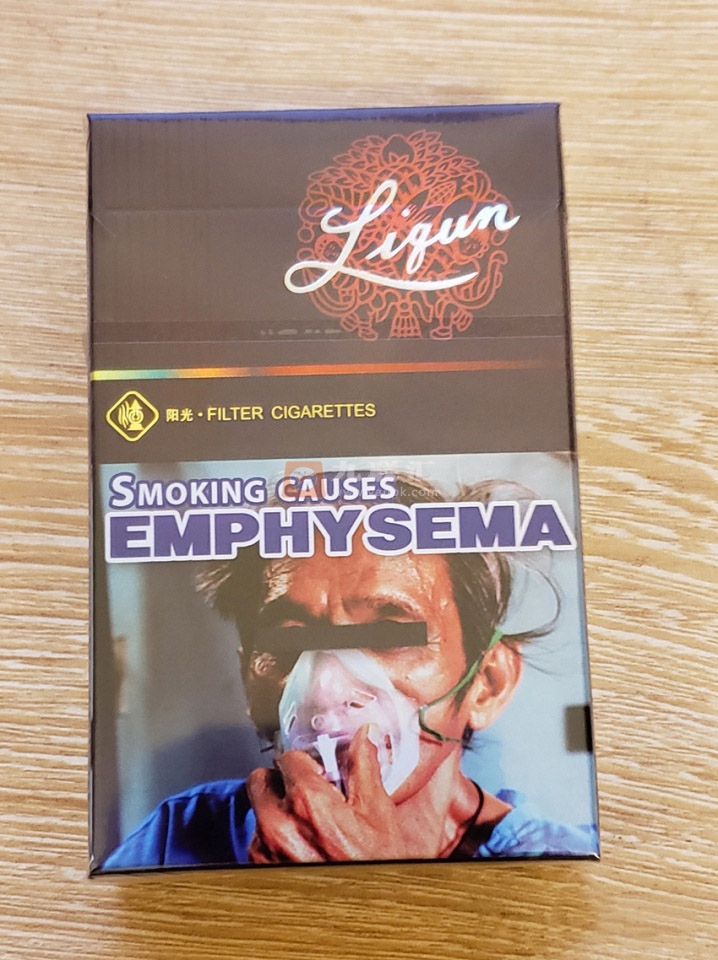 Liqun
阳光·FILTER CIGARETTES
SMOKING CAUSES
EMPHYSEMA